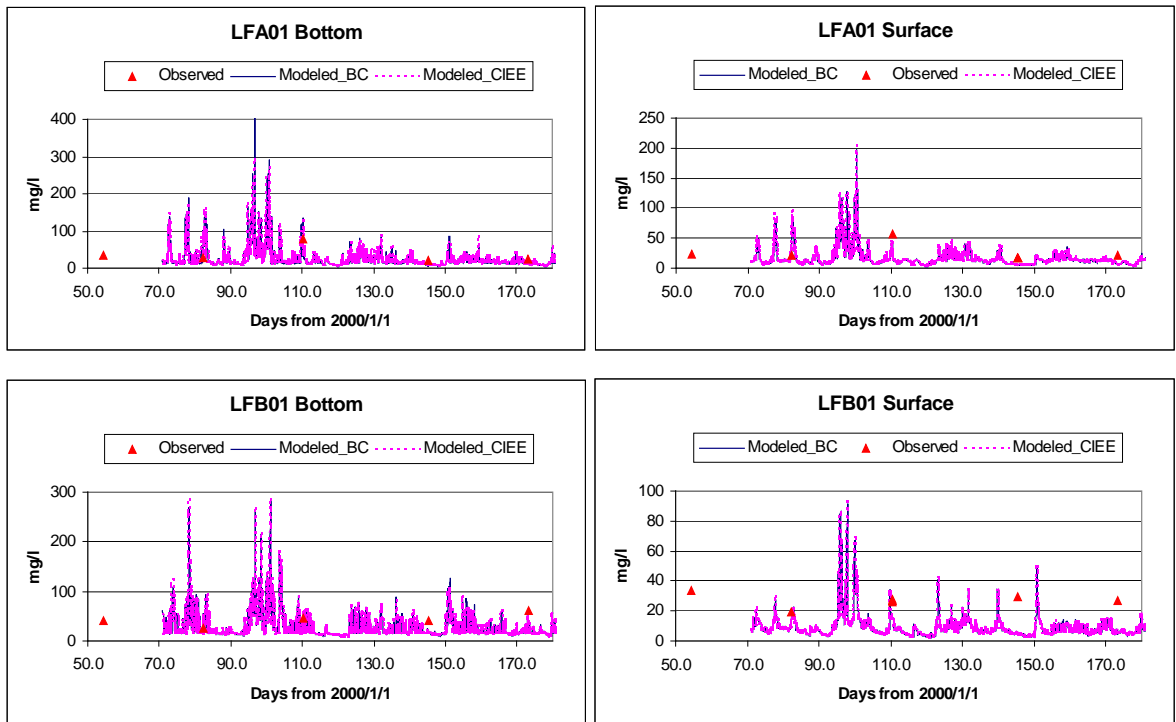 LFA01 Bottom
Observed Modeled_BC Modeled_CIEE
400
300
200
100
0
mg/l
50.0 70.0 90.0 110.0 130.0 150.0 170.0
Days from 2000/1/1
LFA01 Surface
Modeled_BC Observed Modeled_CIEE
250
200
150
100
50
0
mg/l
50.0 70.0 90.0 110.0 130.0 150.0 170.0
Days from 2000/1/1
LFB01 Bottom
Observed Modeled_BC Modeled_CIEE
300
200
100
0
mg/l
50.0 70.0 90.0 110.0 130.0 150.0 170.0
Days from 2000/1/1
LFB01 Surface
Modeled_BC Observed Modeled_CIEE
100
80
60
40
20
0
mg/l
50.0 70.0 90.0 110.0 130.0 150.0 170.0
Days from 2000/1/1